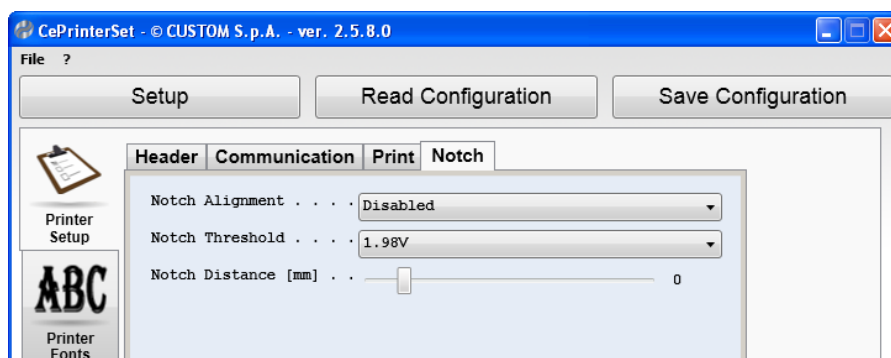 CePrinterSet - © CUSTOM S.p.A. - ver. 2.5.8.0
File ?
Setup Read Configuration Save Configuration
Header Communication Print Notch
Printer
Setup
Notch Alignment . . . . Disabled
Notch Threshold . . . . 1.98V
Notch Distance [mm] . . 0
ABC
Printer
Fonts